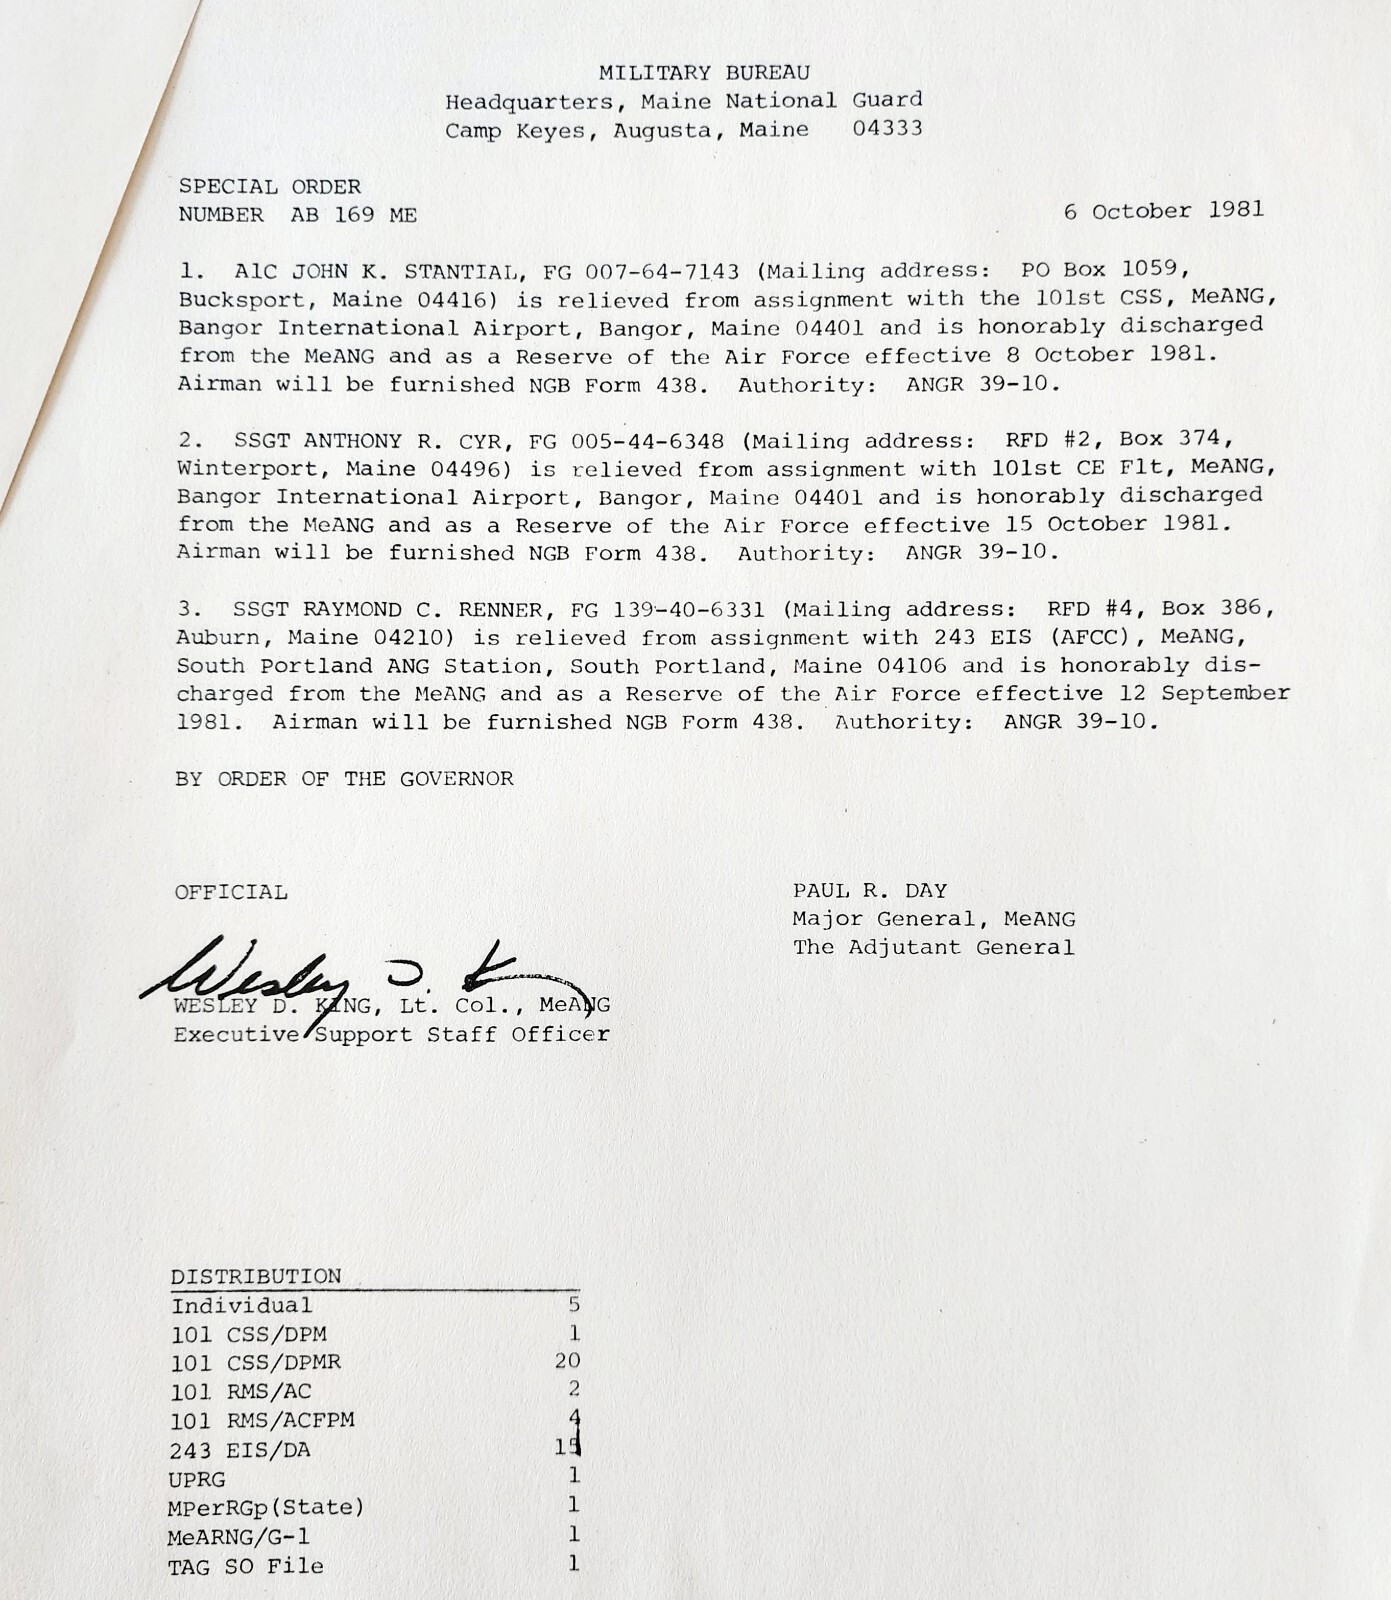 MILITARY BUREAU
Headquarters, Maine National Guard
Camp Keyes, Augusta, Maine 04333
SPECIAL ORDER
NUMBER AB 169 ME
6 October 1981
1. A1C JOHN K. STANTIAL, FG 007-64-7143 (Mailing address: PO Box 1059,
Bucksport, Maine 04416) is relieved from assignment with the 101st CSS, MeANG,
Bangor International Airport, Bangor, Maine 04401 and is honorably discharged
from the MeANG and as a Reserve of the Air Force effective 8 October 1981.
Airman will be furnished NGB Form 438. Authority: ANGR 39-10.
2. SSGT ANTHONY R. CYR, FG 005-44-6348 (Mailing address: RFD #2, Box 374,
Winterport, Maine 04496) is relieved from assignment with 101st CE Flt, MeANG,
Bangor International Airport, Bangor, Maine 04401 and is honorably discharged
from the MeANG and as a Reserve of the Air Force effective 15 October 1981.
Airman will be furnished NGB Form 438. Authority: ANGR 39-10.
3. SSGT RAYMOND C. RENNER, FG 139-40-6331 (Mailing address: RFD #4, Box 386,
Auburn, Maine 04210) is relieved from assignment with 243 EIS (AFCC), MeANG,
South Portland ANG Station, South Portland, Maine 04106 and is honorably dis-
charged from the MeANG and as a Reserve of the Air Force effective 12 September
1981. Airman will be furnished NGB Form 438. Authority: ANGR 39-10.
BY ORDER OF THE GOVERNOR
OFFICIAL
Wesley D.
WESLEY D. KING, Lt. Col., MeANG
Executive Support Staff Officer
PAUL R. DAY
Major General, MeANG
The Adjutant General
DISTRIBUTION
Individual 5
101 CSS/DPM 1
101 CSS/DPMR 20
101 RMS/AC 2
101 RMS/ACFPM 4
243 EIS/DA 15
UPRG 1
MPerRGp(State) 1
MeARNG/G-1 1
TAG SO File 1